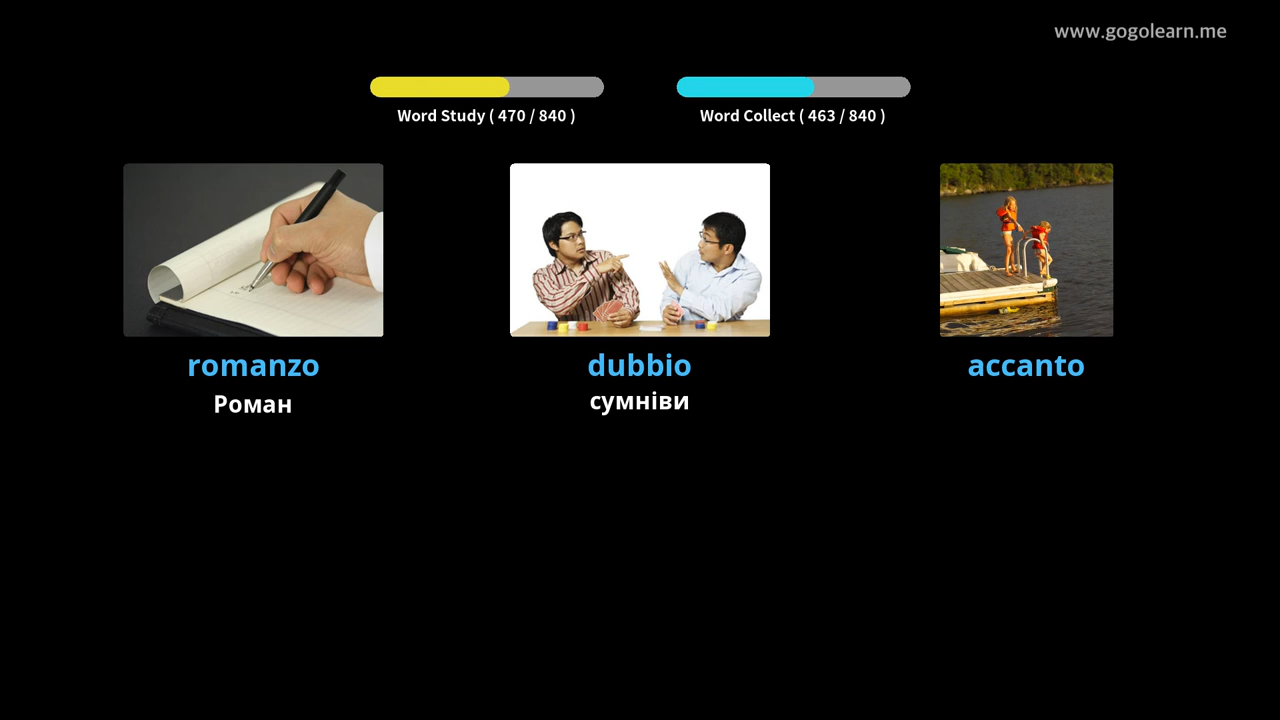 www.gogolearn.me
Word Study ( 470 / 840 )
Word Collect ( 463 / 840 )
romanzo
Роман
dubbio
сумніви
accanto